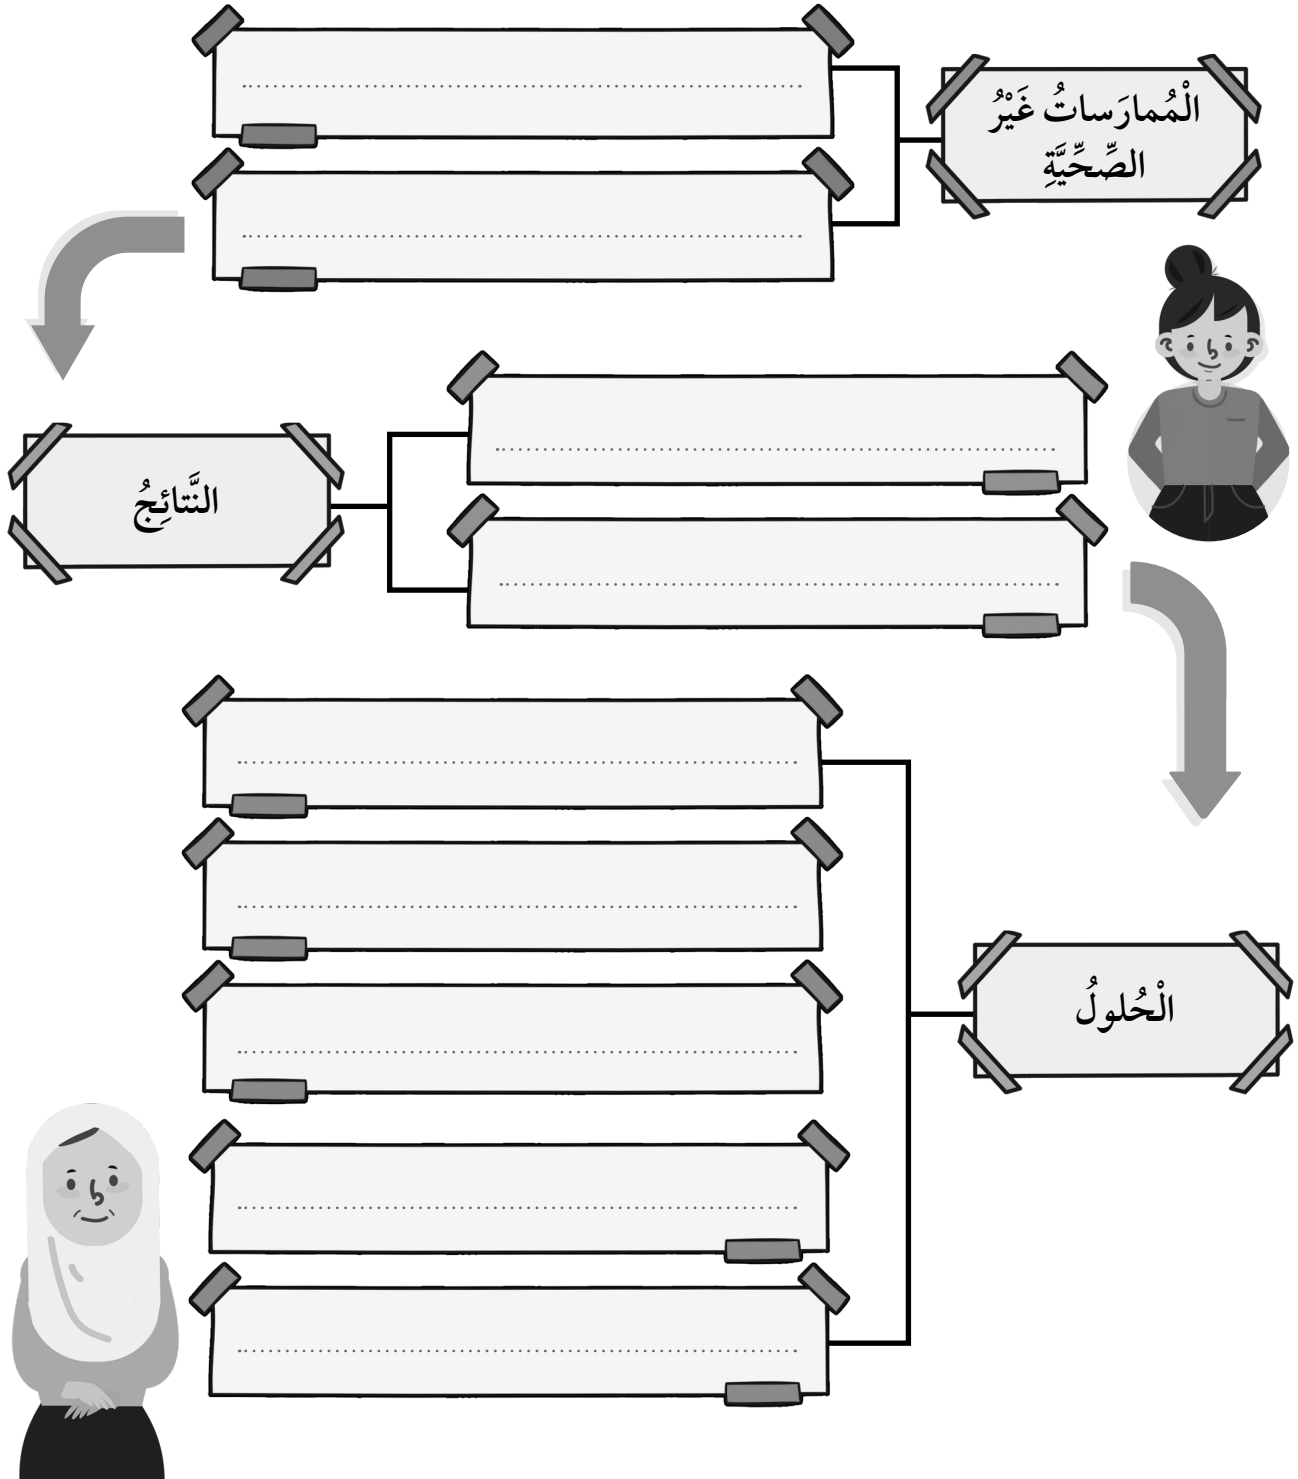 الْمُمارَساتُ غَيْرُ
الصِّحِّيَّةِ
النَّتائِجُ
الْحُلولُ